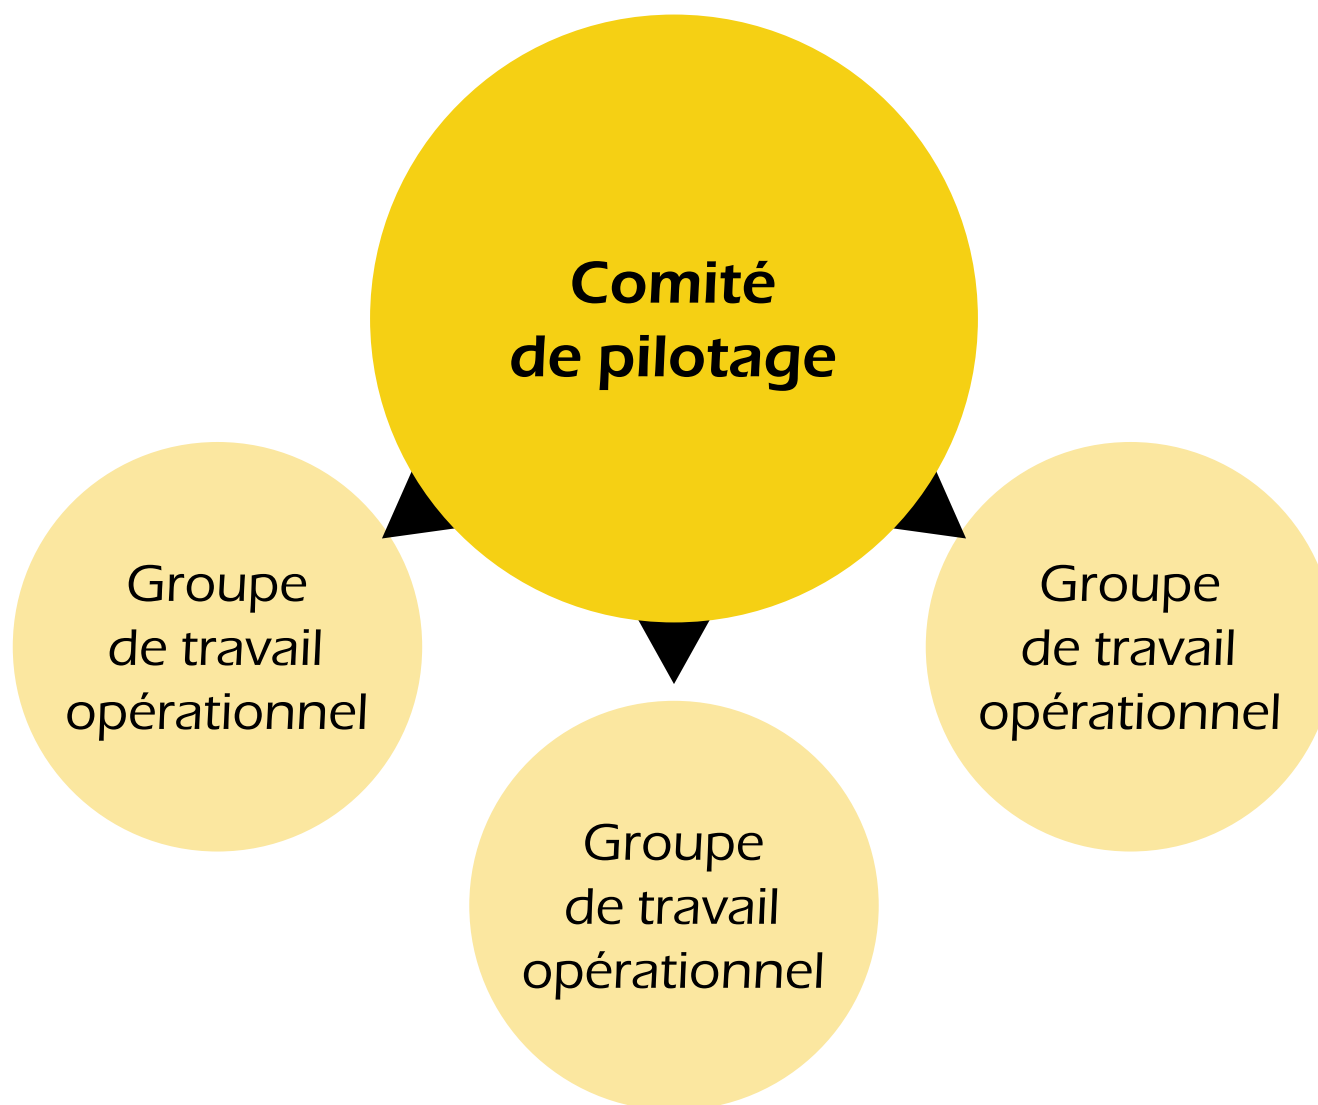 Comité
de pilotage
Groupe
de travail
opérationnel
Groupe
de travail
opérationnel
Groupe
de travail
opérationnel